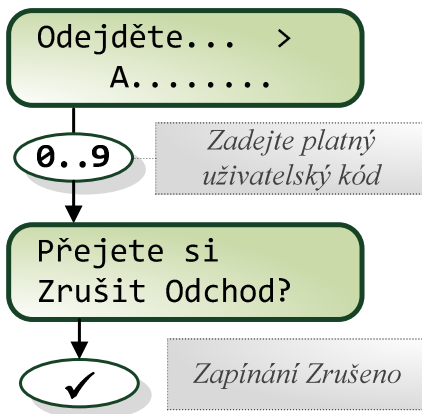 Odejděte... >
A........
0..9
Zadejte platný
uživatelský kód
Přejete si
Zrušit Odchod?
✓
Zapínání Zrušeno